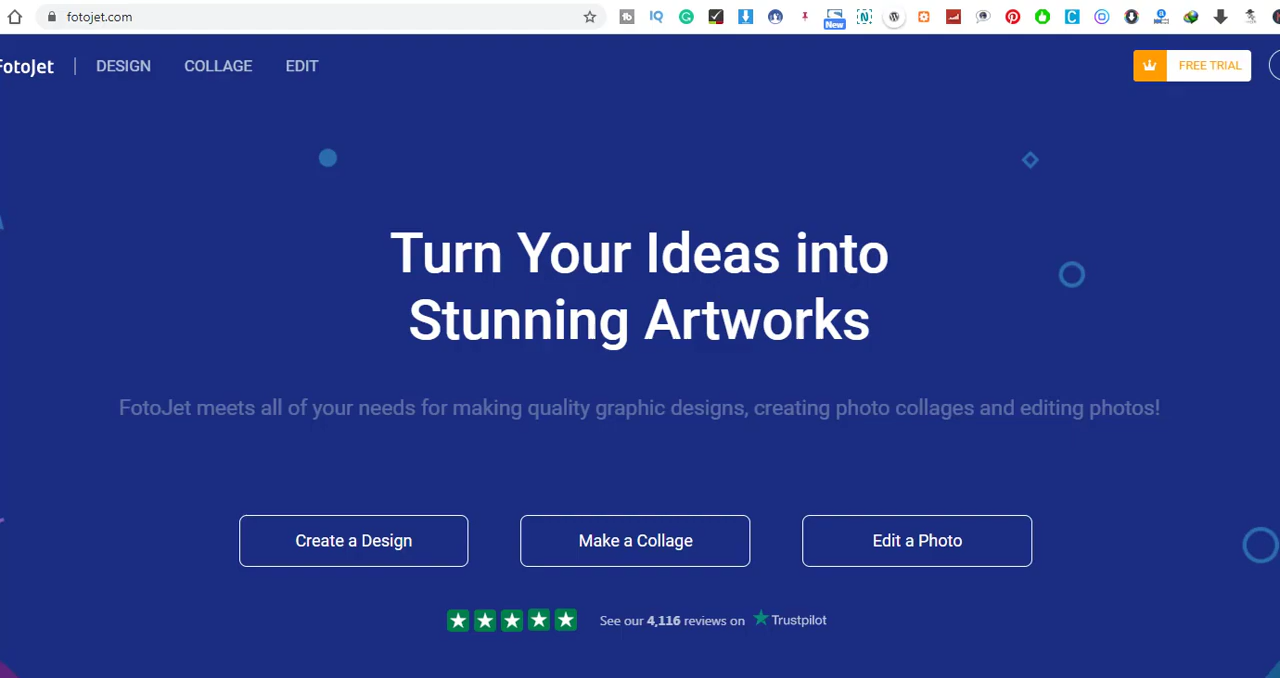 fotojet.com
New
FotoJet | DESIGN COLLAGE EDIT
FREE TRIAL
Turn Your Ideas into
Stunning Artworks
FotoJet meets all of your needs for making quality graphic designs, creating photo collages and editing photos!
Create a Design
Make a Collage
Edit a Photo
See our 4,116 reviews on Trustpilot